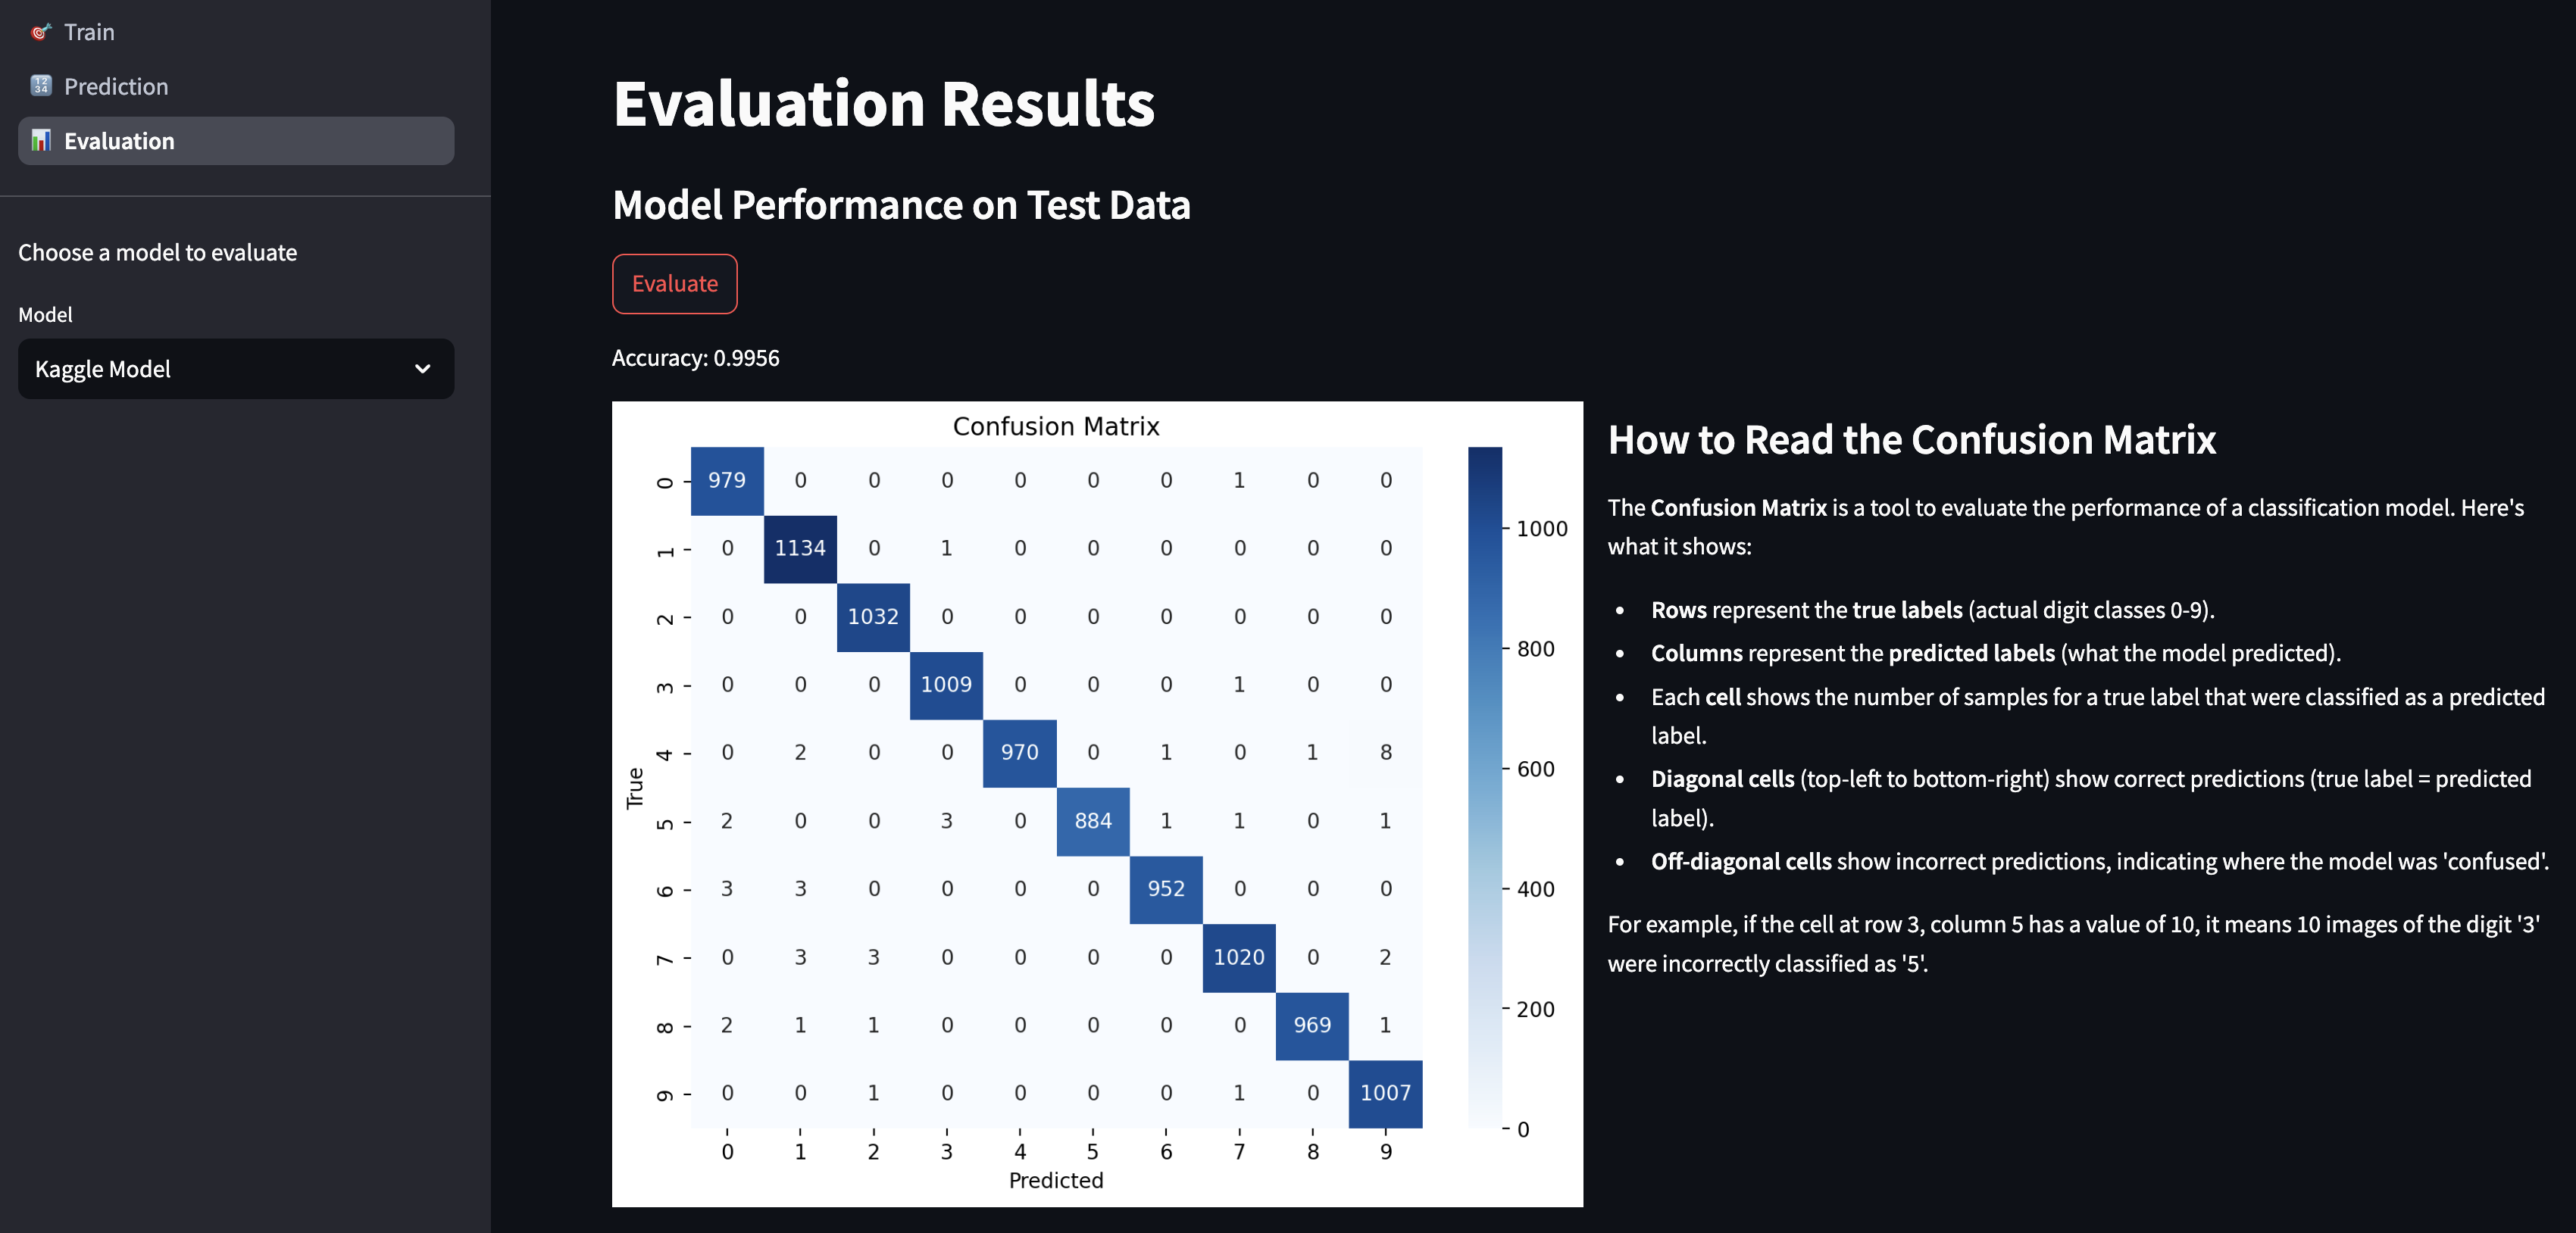 Train
Prediction
Evaluation
Choose a model to evaluate
Model
Kaggle Model
Evaluation Results
Model Performance on Test Data
Evaluate
Accuracy: 0.9956
Confusion Matrix
0 979 0 0 0 0 0 0 1 0 0
1 0 1134 0 1 0 0 0 0 0 0
2 0 0 1032 0 0 0 0 0 0 0
3 0 0 0 1009 0 0 0 1 0 0
4 0 2 0 0 970 0 1 0 1 8
5 2 0 0 3 0 884 1 1 0 1
6 3 3 0 0 0 0 952 0 0 0
7 0 3 3 0 0 0 0 1020 0 2
8 2 1 1 0 0 0 0 0 969 1
9 0 0 1 0 0 0 0 1 0 1007
0 1 2 3 4 5 6 7 8 9
Predicted
True
1000
800
600
400
200
0
How to Read the Confusion Matrix
The Confusion Matrix is a tool to evaluate the performance of a classification model. Here's
what it shows:
• Rows represent the true labels (actual digit classes 0-9).
• Columns represent the predicted labels (what the model predicted).
• Each cell shows the number of samples for a true label that were classified as a predicted
label.
• Diagonal cells (top-left to bottom-right) show correct predictions (true label = predicted
label).
• Off-diagonal cells show incorrect predictions, indicating where the model was 'confused'.
For example, if the cell at row 3, column 5 has a value of 10, it means 10 images of the digit '3'
were incorrectly classified as '5'.